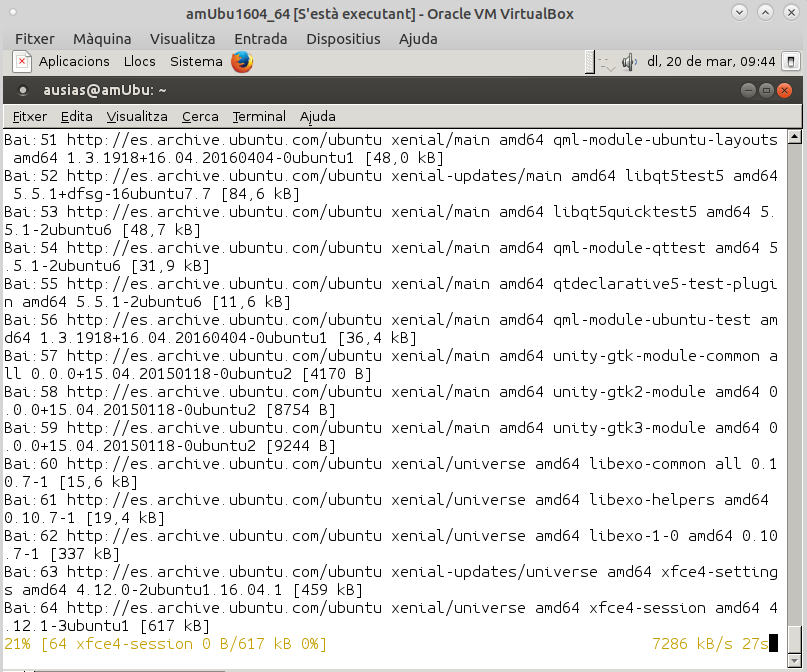 amUbu1604_64 [S'està executant] - Oracle VM VirtualBox
Fitxer Màquina Visualitza Entrada Dispositius Ajuda
Aplicacions Llocs Sistema dl, 20 de mar, 09:44
ausias@amUbu: ~
Fitxer Edita Visualitza Cerca Terminal Ajuda
Bai:51 http://es.archive.ubuntu.com/ubuntu xenial/main amd64 qml-module-ubuntu-layouts
 amd64 1.3.1918+16.04.20160404-0ubuntu1 [48,0 kB]
Bai:52 http://es.archive.ubuntu.com/ubuntu xenial-updates/main amd64 libqt5test5 amd64
 5.5.1+dfsg-16ubuntu7.7 [84,6 kB]
Bai:53 http://es.archive.ubuntu.com/ubuntu xenial/main amd64 libqt5quicktest5 amd64 5.
5.1-2ubuntu6 [48,7 kB]
Bai:54 http://es.archive.ubuntu.com/ubuntu xenial/main amd64 qml-module-qttest amd64 5
.5.1-2ubuntu6 [31,9 kB]
Bai:55 http://es.archive.ubuntu.com/ubuntu xenial/main amd64 qtdeclarative5-test-plugi
n amd64 5.5.1-2ubuntu6 [11,6 kB]
Bai:56 http://es.archive.ubuntu.com/ubuntu xenial/main amd64 qml-module-ubuntu-test am
d64 1.3.1918+16.04.20160404-0ubuntu1 [36,4 kB]
Bai:57 http://es.archive.ubuntu.com/ubuntu xenial/main amd64 unity-gtk-module-common a
ll 0.0.0+15.04.20150118-0ubuntu2 [4170 B]
Bai:58 http://es.archive.ubuntu.com/ubuntu xenial/main amd64 unity-gtk2-module amd64 0
.0.0+15.04.20150118-0ubuntu2 [8754 B]
Bai:59 http://es.archive.ubuntu.com/ubuntu xenial/main amd64 unity-gtk3-module amd64 0
.0.0+15.04.20150118-0ubuntu2 [9244 B]
Bai:60 http://es.archive.ubuntu.com/ubuntu xenial/universe amd64 libexo-common all 0.1
0.7-1 [15,6 kB]
Bai:61 http://es.archive.ubuntu.com/ubuntu xenial/universe amd64 libexo-helpers amd64
0.10.7-1 [19,4 kB]
Bai:62 http://es.archive.ubuntu.com/ubuntu xenial/universe amd64 libexo-1-0 amd64 0.10
.7-1 [337 kB]
Bai:63 http://es.archive.ubuntu.com/ubuntu xenial-updates/universe amd64 xfce4-setting
s amd64 4.12.0-2ubuntu1.16.04.1 [459 kB]
Bai:64 http://es.archive.ubuntu.com/ubuntu xenial/universe amd64 xfce4-session amd64 4
.12.1-3ubuntu1 [617 kB]
21% [64 xfce4-session 0 B/617 kB 0%] 7286 kB/s 27s